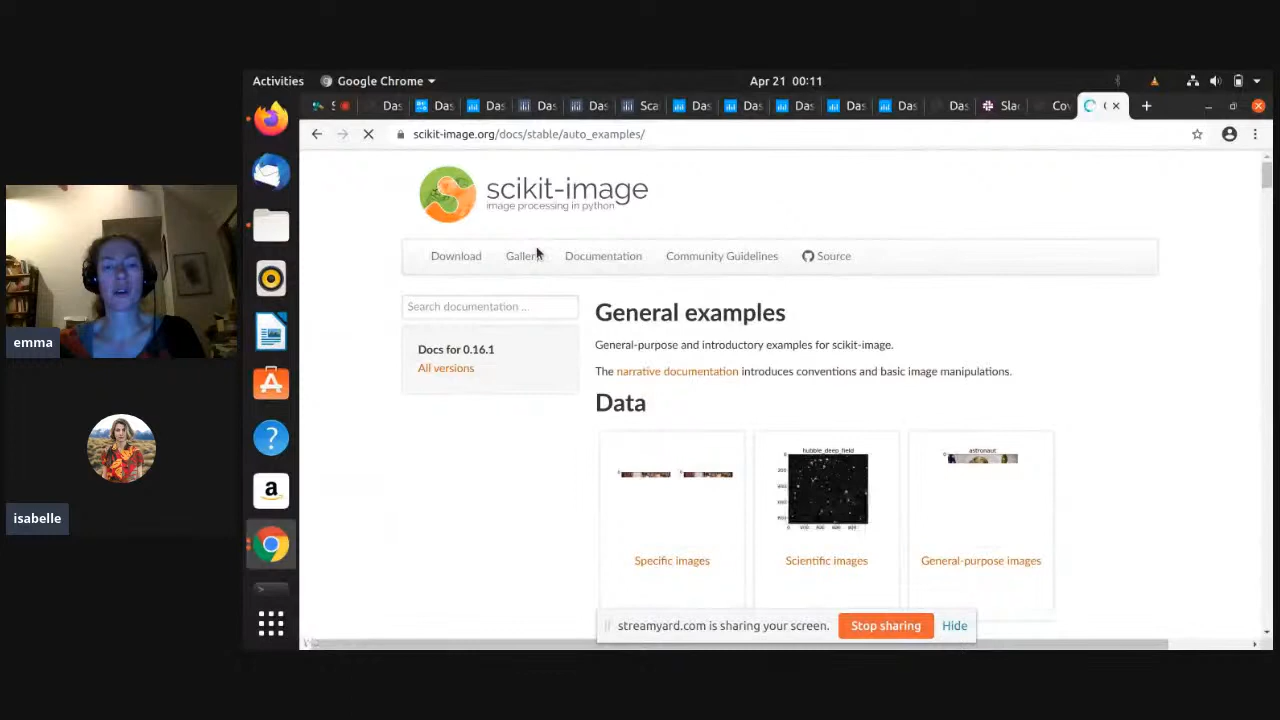 Activities
Google Chrome
Apr 21 00:11
S
Das
Das
Das
Das
Das
Sca
Das
Das
Das
Das
Das
Das
Slac
Cov
scikit-image.org/docs/stable/auto_examples/
scikit-image
image processing in python
Download
Gallery
Documentation
Community Guidelines
Source
Search documentation ...
Docs for 0.16.1
All versions
General examples
General-purpose and introductory examples for scikit-image.
The narrative documentation introduces conventions and basic image manipulations.
Data
hubble_deep_field
astronaut
Specific images
Scientific images
General-purpose images
streamyard.com is sharing your screen.
Stop sharing
Hide
emma
isabelle